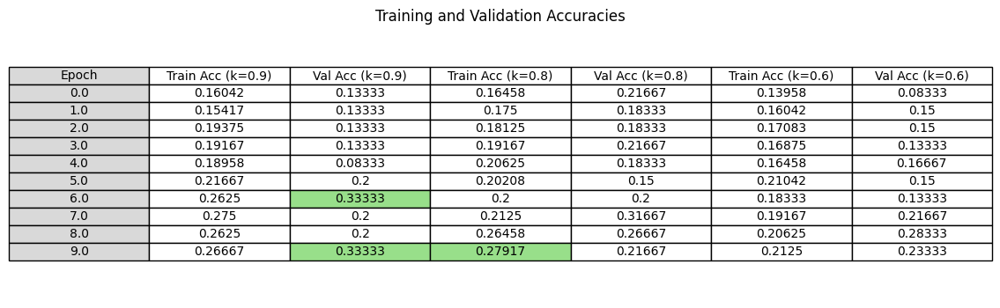 Training and Validation Accuracies
Epoch Train Acc (k=0.9) Val Acc (k=0.9) Train Acc (k=0.8) Val Acc (k=0.8) Train Acc (k=0.6) Val Acc (k=0.6)
0.0 0.16042 0.13333 0.16458 0.21667 0.13958 0.08333
1.0 0.15417 0.13333 0.175 0.18333 0.16042 0.15
2.0 0.19375 0.13333 0.18125 0.18333 0.17083 0.15
3.0 0.19167 0.13333 0.19167 0.21667 0.16875 0.13333
4.0 0.18958 0.08333 0.20625 0.18333 0.16458 0.16667
5.0 0.21667 0.2 0.20208 0.15 0.21042 0.15
6.0 0.2625 0.33333 0.2 0.2 0.18333 0.13333
7.0 0.275 0.2 0.2125 0.31667 0.19167 0.21667
8.0 0.2625 0.2 0.26458 0.26667 0.20625 0.28333
9.0 0.26667 0.33333 0.27917 0.21667 0.2125 0.23333